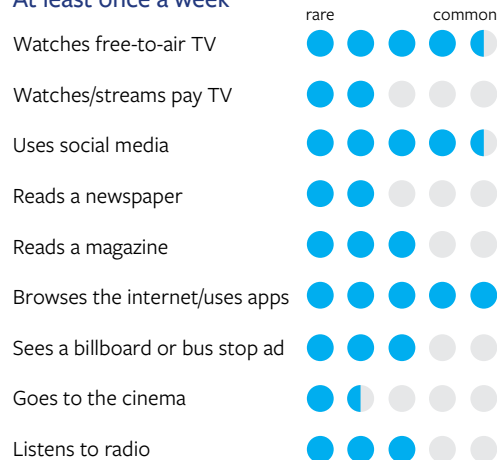 At least once a week
rare common
Watches free-to-air TV
Watches/streams pay TV
Uses social media
Reads a newspaper
Reads a magazine
Browses the internet/uses apps
Sees a billboard or bus stop ad
Goes to the cinema
Listens to radio